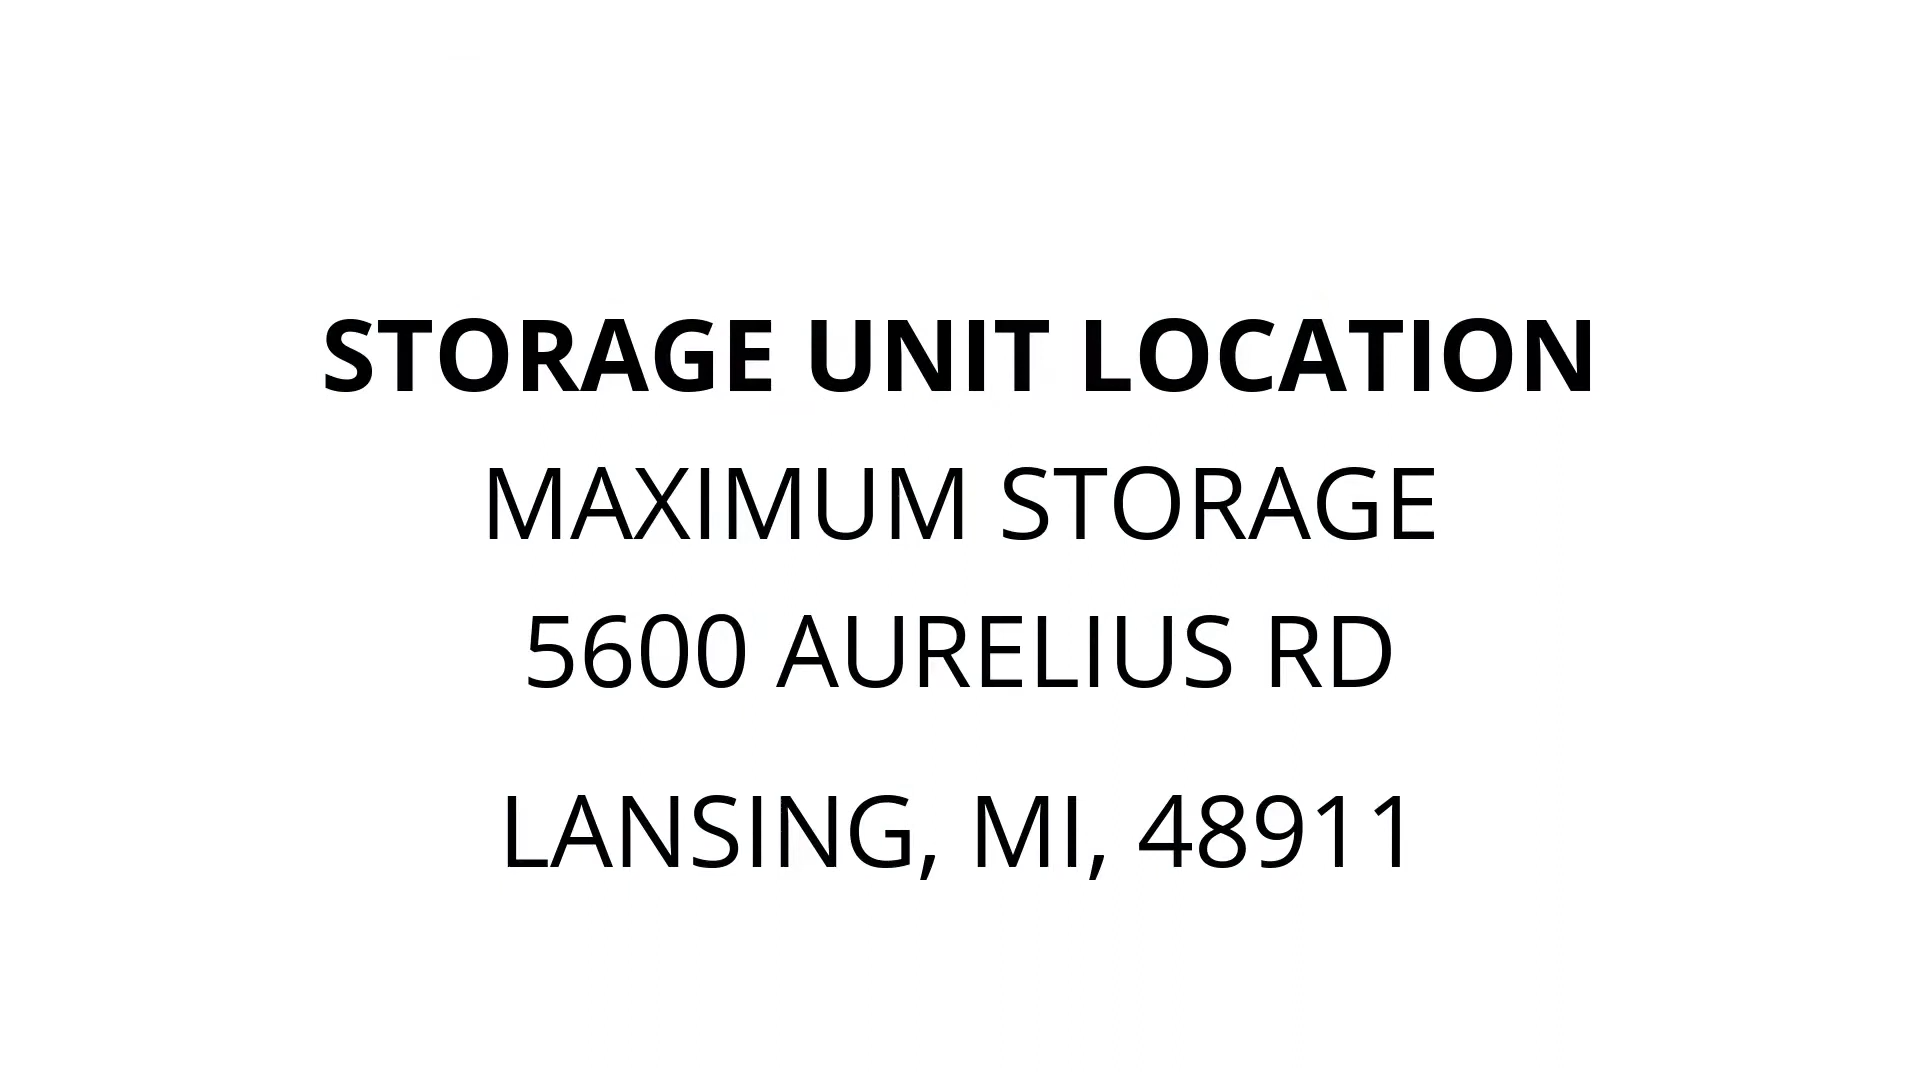 STORAGE UNIT LOCATION
MAXIMUM STORAGE
5600 AURELIUS RD
LANSING, MI, 48911